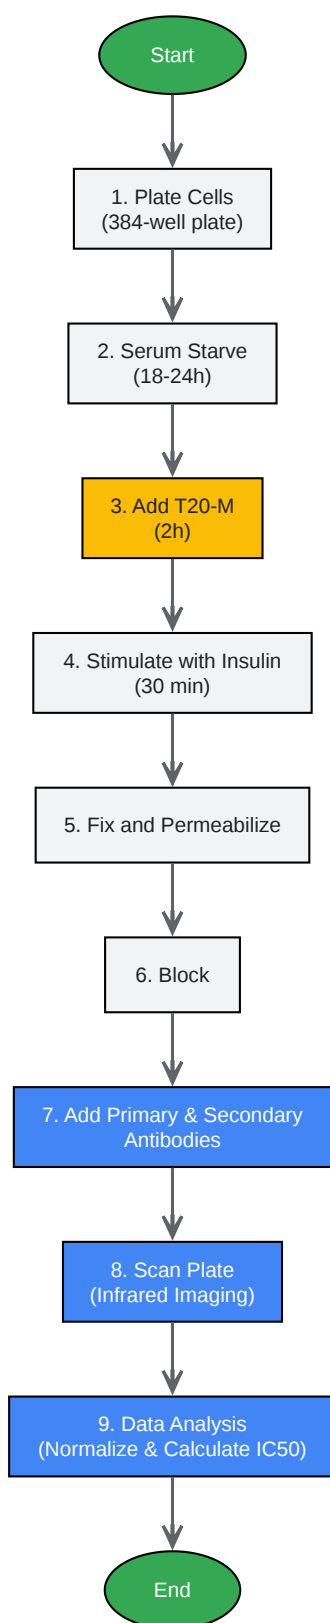 Start
1. Plate Cells
(384-well plate)
2. Serum Starve
(18-24h)
3. Add T20-M
(2h)
4. Stimulate with Insulin
(30 min)
5. Fix and Permeabilize
6. Block
7. Add Primary & Secondary
Antibodies
8. Scan Plate
(Infrared Imaging)
9. Data Analysis
(Normalize & Calculate IC50)
End